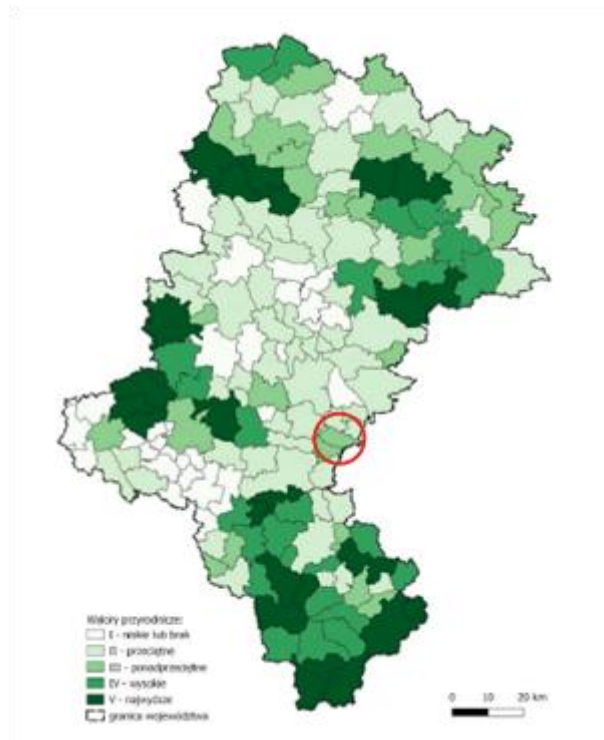 Walory przyrodnicze:
I - niskie lub brak
II - przeciętne
III - ponadprzeciętne
IV - wysokie
V - najwyższe
granica województwa
0 10 20 km